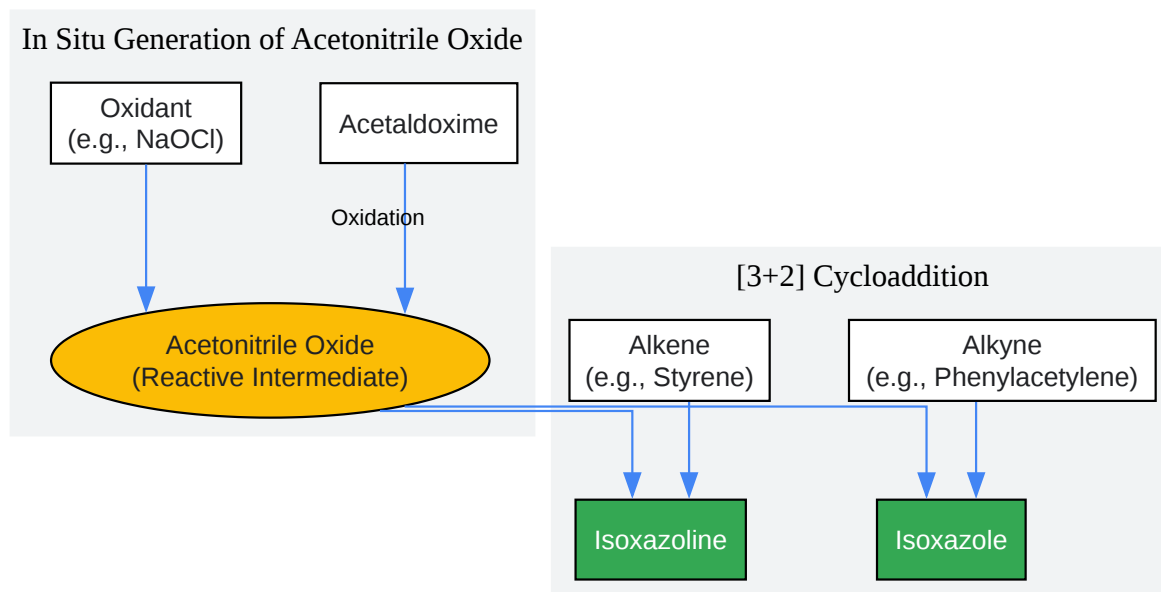 In Situ Generation of Acetonitrile Oxide
Oxidant
(e.g., NaOCl)
Acetaldoxime
Oxidation
Acetonitrile Oxide
(Reactive Intermediate)
[3+2] Cycloaddition
Alkene
(e.g., Styrene)
Alkyne
(e.g., Phenylacetylene)
Isoxazoline
Isoxazole